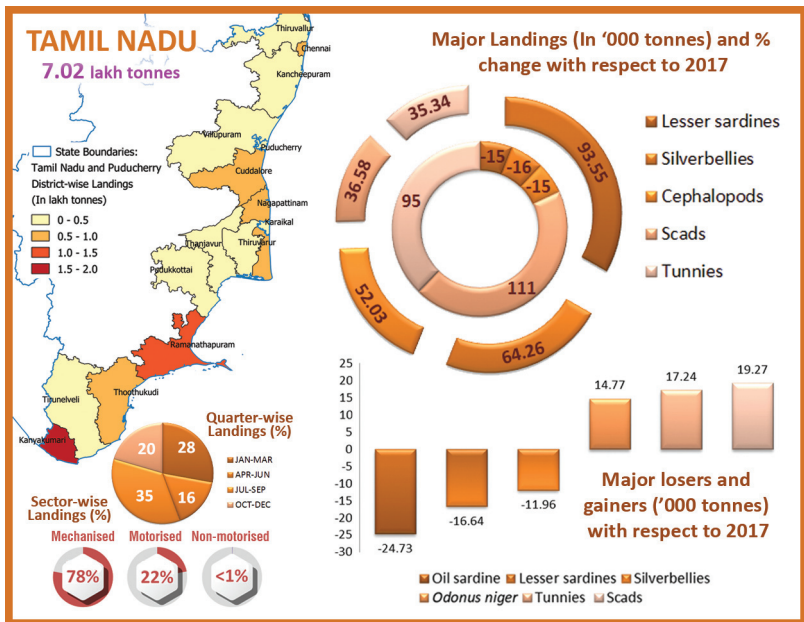 TAMIL NADU
7.02 lakh tonnes
Thiruvallur
Chennai
Kancheepuram
Villupuram
Puducherry
Cuddalore
Nagapattinam
Karaikal
Thanjavur
Thiruvarur
Pudukkottai
Ramanathapuram
Thoothukudi
Tirunelveli
Kanyakumari
State Boundaries:
Tamil Nadu and Puducherry
District-wise Landings
(In lakh tonnes)
0 - 0.5
0.5 - 1.0
1.0 - 1.5
1.5 - 2.0
Quarter-wise
Landings (%)
28
16
35
20
JAN-MAR
APR-JUN
JUL-SEP
OCT-DEC
Sector-wise
Landings (%)
Mechanised Motorised Non-motorised
78% 22% <1%
Major Landings (In ‘000 tonnes) and %
change with respect to 2017
93.55
64.26
52.03
36.58
35.34
-15
-16
-15
111
95
Lesser sardines
Silverbellies
Cephalopods
Scads
Tunnies
25
20
15
10
5
0
-5
-10
-15
-20
-25
-30
-24.73
-16.64
-11.96
14.77
17.24
19.27
Major losers and
gainers (’000 tonnes)
with respect to 2017
Oil sardine Lesser sardines Silverbellies
Odonus niger Tunnies Scads